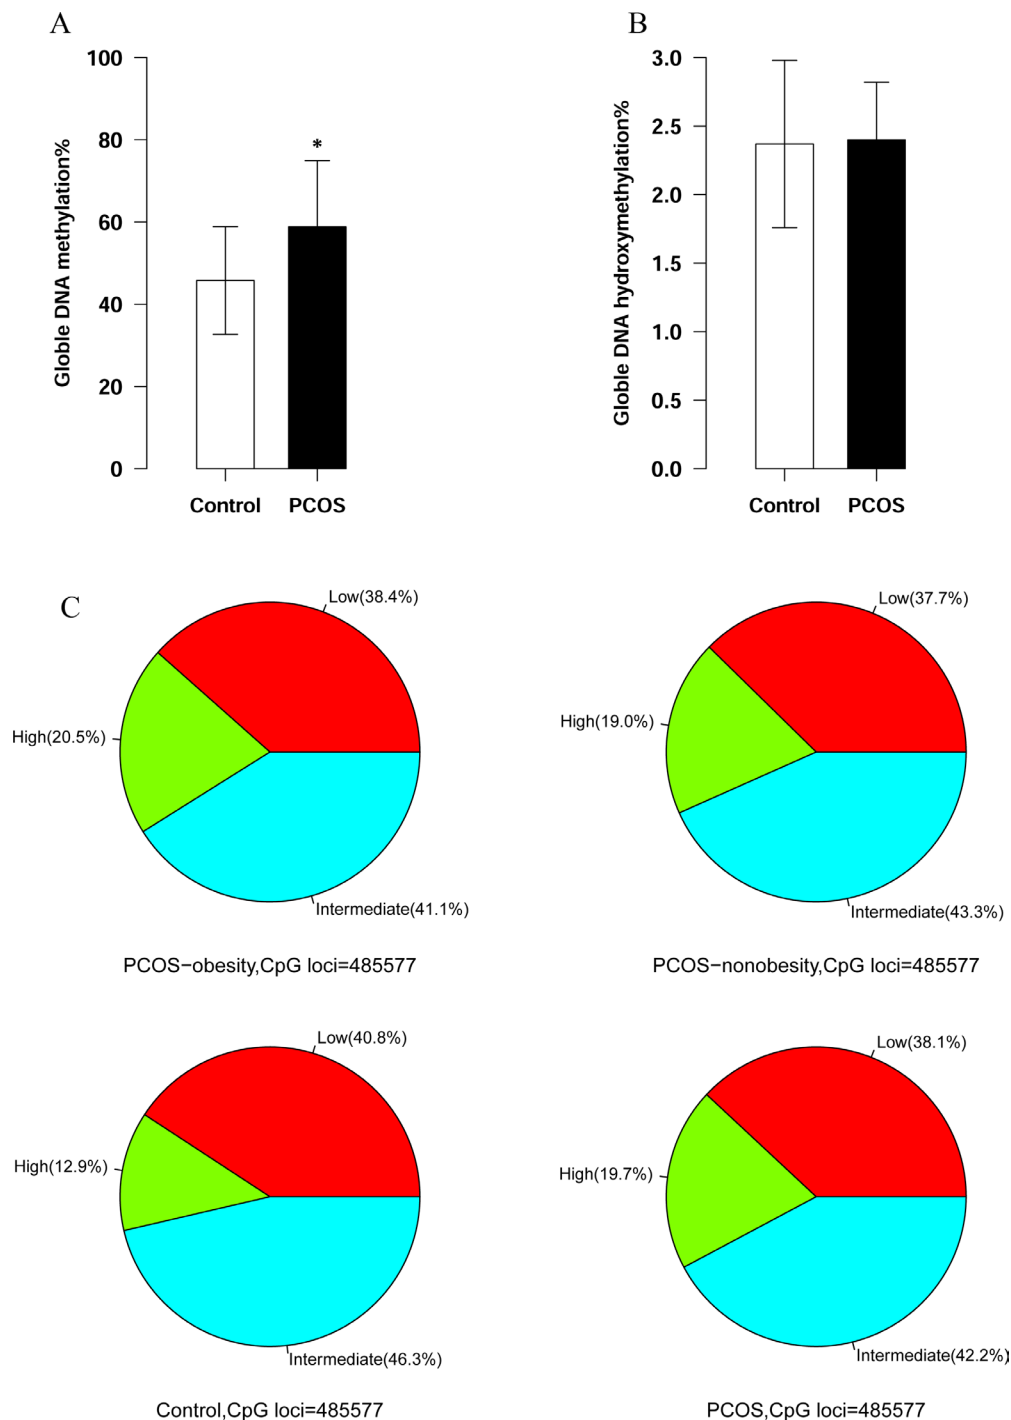 A
B
100
80
60
40
20
0
Globle DNA methylation%
*
Control
PCOS
3.0
2.5
2.0
1.5
1.0
0.5
0.0
Globle DNA hydroxymethylation%
Control
PCOS
C
Low(38.4%)
High(20.5%)
Intermediate(41.1%)
PCOS−obesity,CpG loci=485577
Low(37.7%)
High(19.0%)
Intermediate(43.3%)
PCOS−nonobesity,CpG loci=485577
Low(40.8%)
High(12.9%)
Intermediate(46.3%)
Control,CpG loci=485577
Low(38.1%)
High(19.7%)
Intermediate(42.2%)
PCOS,CpG loci=485577